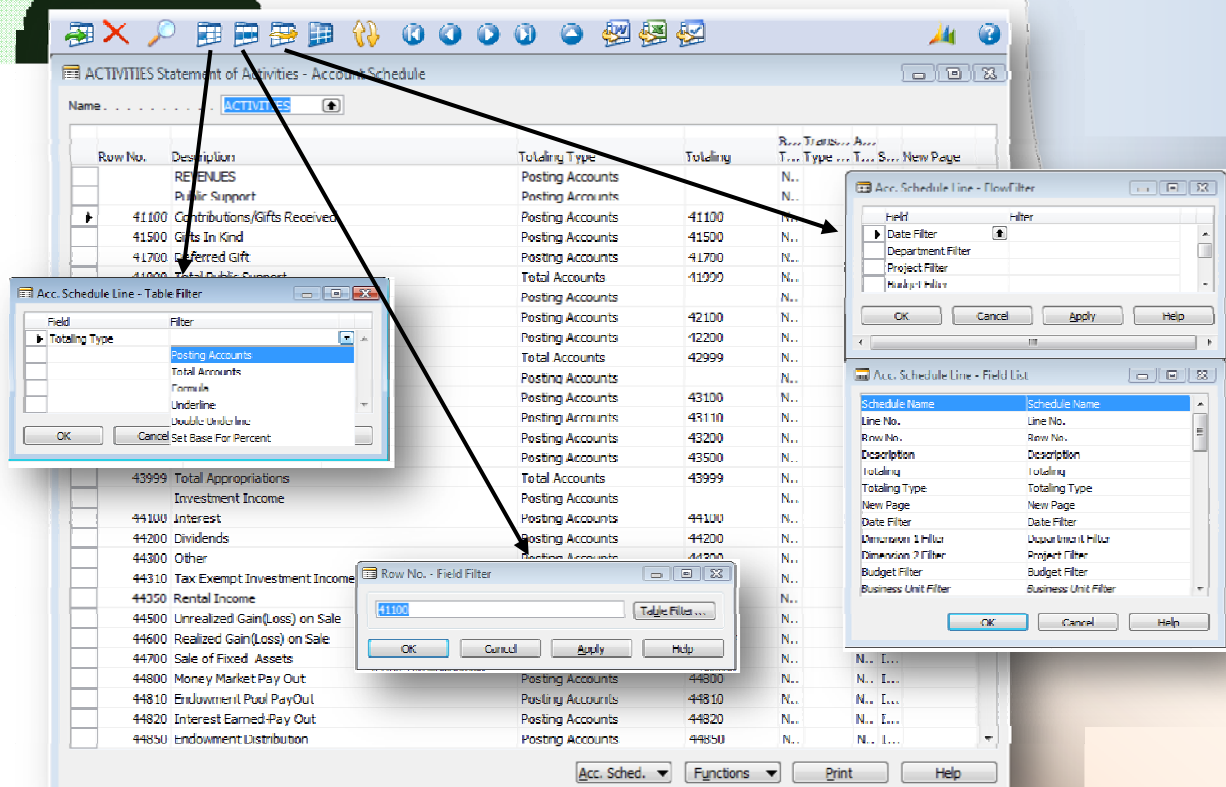 ACTIVITIES Statement of Activities - Account Schedule
Name . . . . . . . . . . ACTIVITIES
R... Trans... A...
Row No. Description Totaling Type Totaling T... Type ... T... S... New Page
REVENUES Posting Accounts N..
Public Support Posting Accounts N..
41100 Contributions/Gifts Received Posting Accounts 41100 N..
41500 Gifts In Kind Posting Accounts 41500 N..
41700 Deferred Gift Posting Accounts 41700 N..
41999 Total Public Support Total Accounts 41999 N..
Posting Accounts N..
Posting Accounts 42100 N..
Posting Accounts 42200 N..
Total Accounts 42999 N..
Posting Accounts N..
Posting Accounts 43100 N..
Posting Accounts 43110 N..
Posting Accounts 43200 N..
Posting Accounts 43500 N..
43999 Total Appropriations Total Accounts 43999 N..
Investment Income Posting Accounts N..
44100 Interest Posting Accounts 44100 N..
44200 Dividends Posting Accounts 44200 N..
44300 Other Posting Accounts 44300 N..
44310 Tax Exempt Investment Income N..
44350 Rental Income N..
44500 Unrealized Gain(Loss) on Sale N..
44600 Realized Gain(Loss) on Sale N..
44700 Sale of Fixed Assets N.. N.. I...
44800 Money Market Pay Out Posting Accounts 44800 N.. N.. I...
44810 Endowment Pool PayOut Posting Accounts 44810 N.. N.. I...
44820 Interest Earned-Pay Out Posting Accounts 44820 N.. N.. I...
44850 Endowment Distribution Posting Accounts 44850 N.. N.. I...
Acc. Sched. Functions Print Help
Acc. Schedule Line - Table Filter
Field Filter
Totaling Type
Posting Accounts
Total Accounts
Formula
Underline
Double Underline
Set Base For Percent
OK Cancel
Row No. - Field Filter
41100 Table Filter ...
OK Cancel Apply Help
Acc. Schedule Line - FlowFilter
Field Filter
Date Filter
Department Filter
Project Filter
Budget Filter
OK Cancel Apply Help
Acc. Schedule Line - Field List
Schedule Name Schedule Name
Line No. Line No.
Row No. Row No.
Description Description
Totaling Totaling
Totaling Type Totaling Type
New Page New Page
Date Filter Date Filter
Dimension 1 Filter Department Filter
Dimension 2 Filter Project Filter
Budget Filter Budget Filter
Business Unit Filter Business Unit Filter
OK Cancel Help